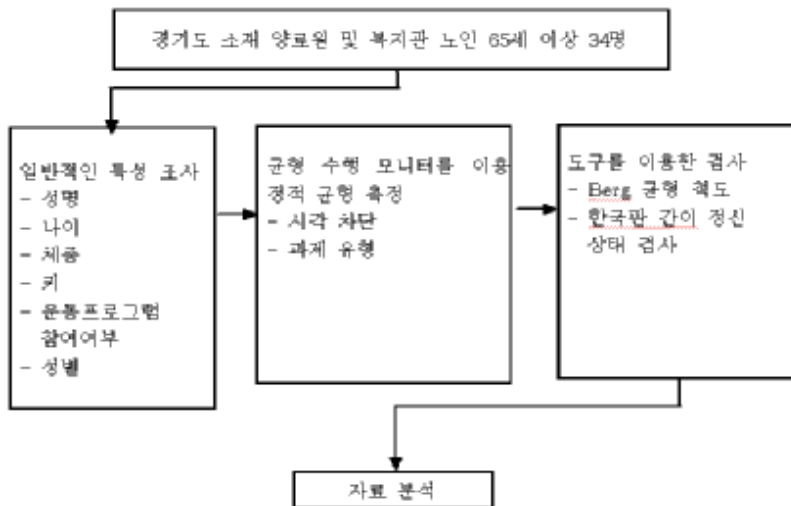 경기도 소재 양로원 및 복지관 노인 65세 이상 34명
일반적인 특성 조사
- 성명
- 나이
- 체중
- 키
- 운동프로그램
참여여부
- 성별
균형 수행 모니터를 이용
정적 균형 측정
- 시각 차단
- 과제 유형
도구를 이용한 검사
- Berg 균형 척도
- 한국판 간이 정신
상태 검사
자료 분석